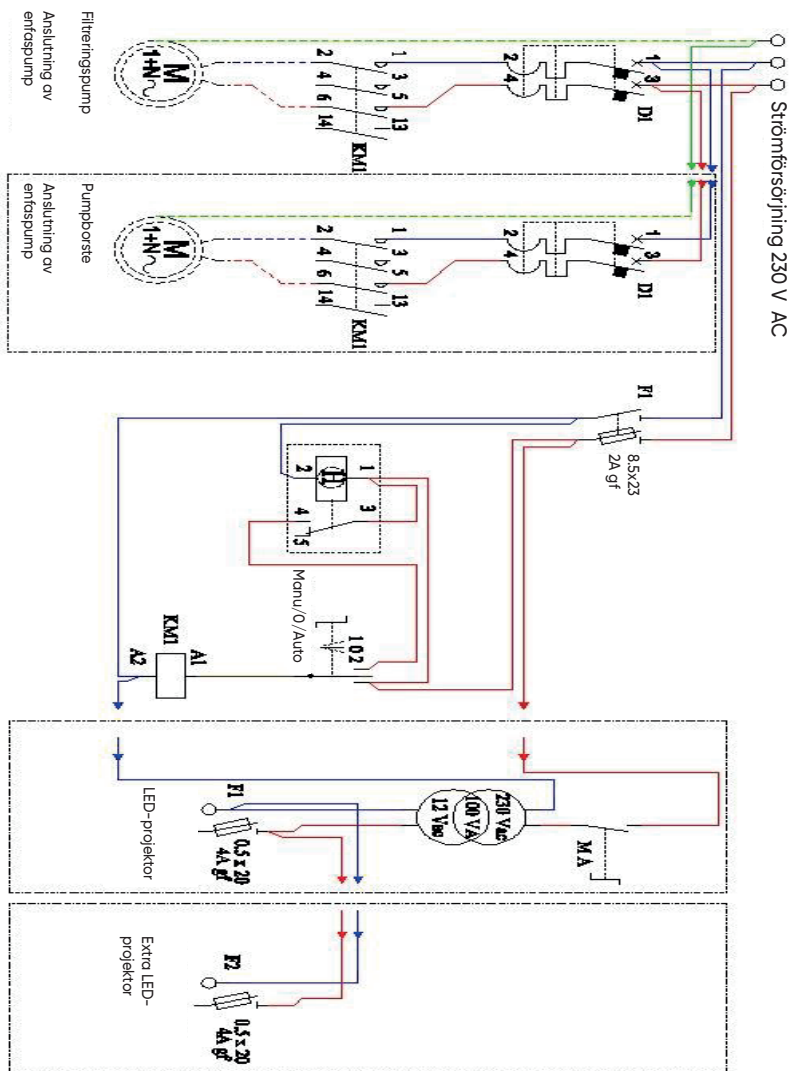 Strömförsörjning 230 V AC
D1
1
3
2
4
KM1
1
3
5
13
2
4
6
14
M
1+N~
Filtreringspump
Anslutning av
enfaspump
D1
1
3
2
4
KM1
1
3
5
13
2
4
6
14
M
1+N~
Pumpborste
Anslutning av
enfaspump
F1
8.5x23
2A gf
H
1
2
3
4
5
Manu/0/Auto
1 0 2
KM1
A1
A2
M A
230 Vac
100 VA
12 Vac
F1
0.5 x 20
4A gf
LED-projektor
F2
0.5 x 20
4A gf
Extra LED-
projektor